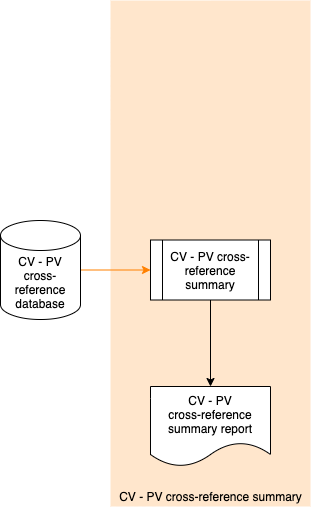 CV - PV
cross-
reference
database
CV - PV cross-
reference
summary
CV - PV
cross-reference
summary report
CV - PV cross-reference summary